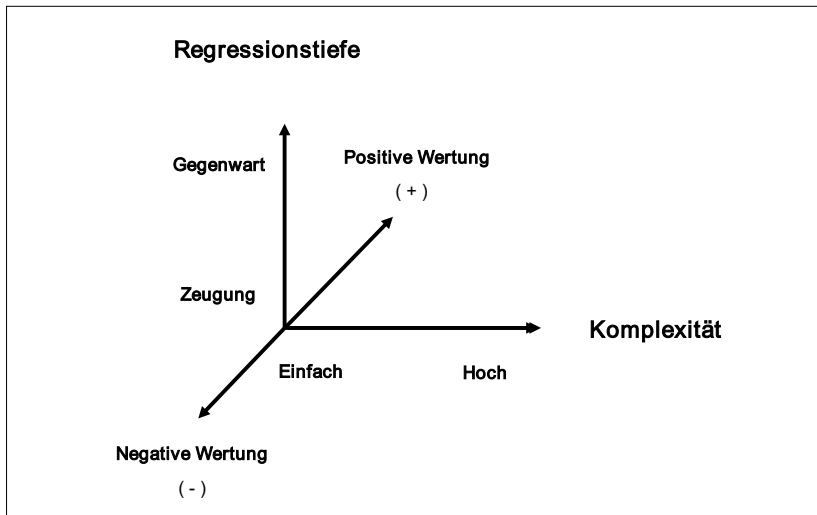 Regressionstiefe
Gegenwart
Positive Wertung
( + )
Zeugung
Komplexität
Einfach
Hoch
Negative Wertung
( - )